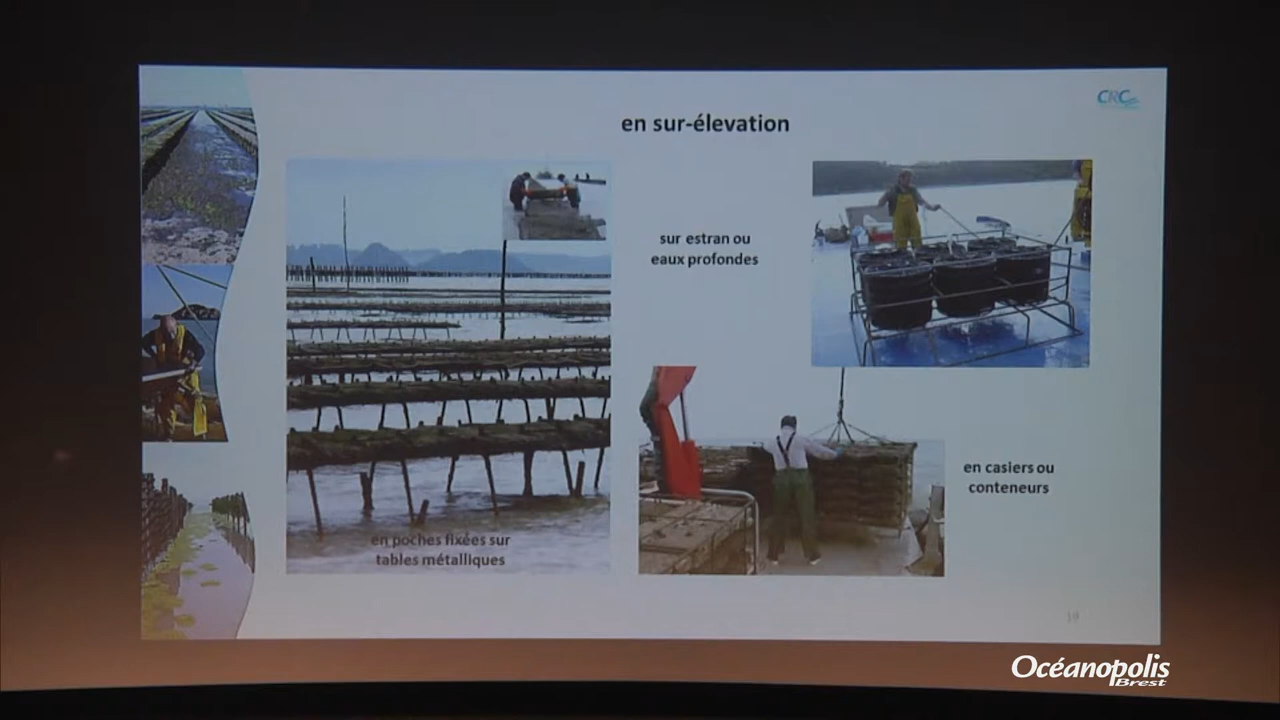 CRC
en sur-élevation
sur estran ou
eaux profondes
en casiers ou
conteneurs
en poches fixées sur
tables métalliques
19
Océanopolis
Brest